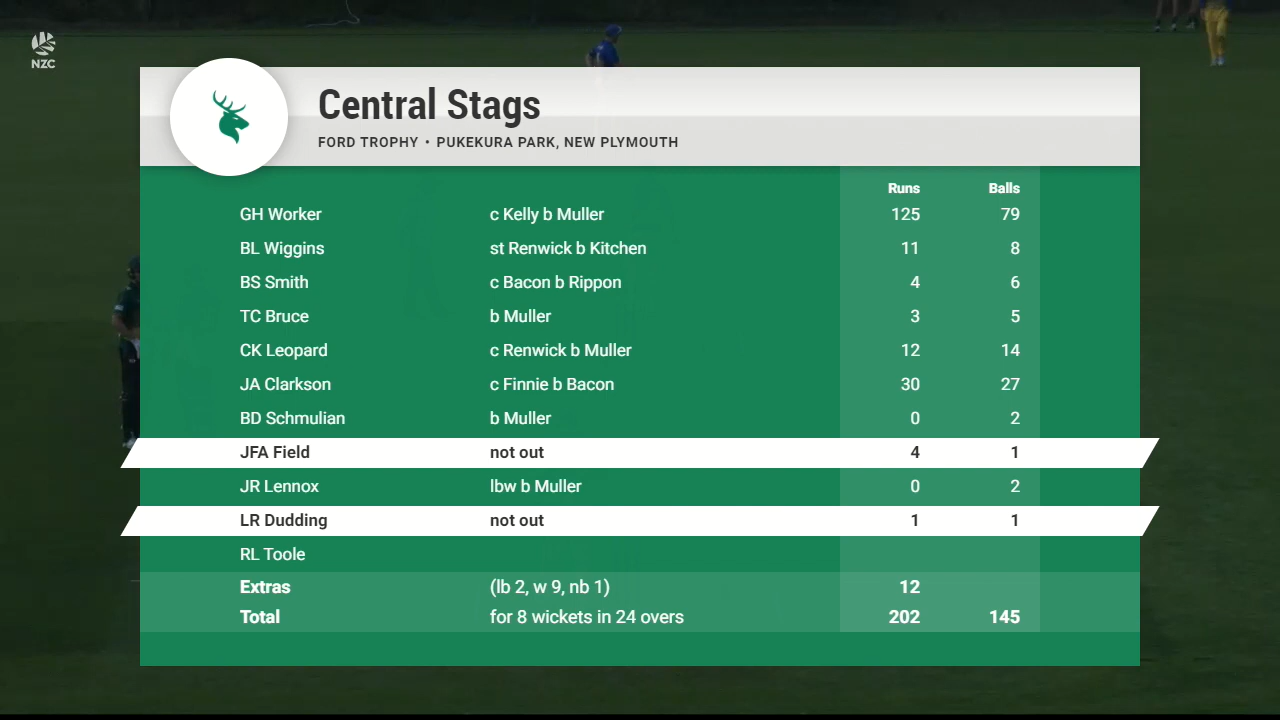 NZC
Central Stags
FORD TROPHY • PUKEKURA PARK, NEW PLYMOUTH
Runs Balls
GH Worker c Kelly b Muller 125 79
BL Wiggins st Renwick b Kitchen 11 8
BS Smith c Bacon b Rippon 4 6
TC Bruce b Muller 3 5
CK Leopard c Renwick b Muller 12 14
JA Clarkson c Finnie b Bacon 30 27
BD Schmulian b Muller 0 2
JFA Field not out 4 1
JR Lennox lbw b Muller 0 2
LR Dudding not out 1 1
RL Toole
Extras (lb 2, w 9, nb 1) 12
Total for 8 wickets in 24 overs 202 145